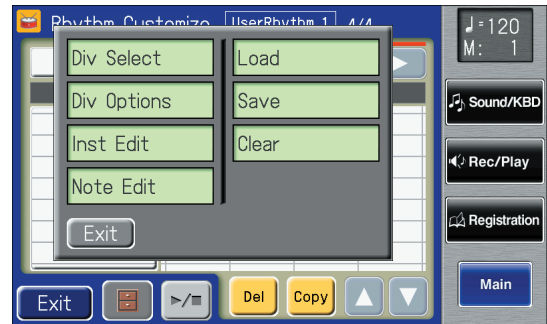 Rhythm Customize UserRhythm 1 4/4
♩=120
M: 1
Div Select
Load
Div Options
Save
Inst Edit
Clear
Note Edit
Exit
Sound/KBD
Rec/Play
Registration
Main
Exit
►/■
Del
Copy